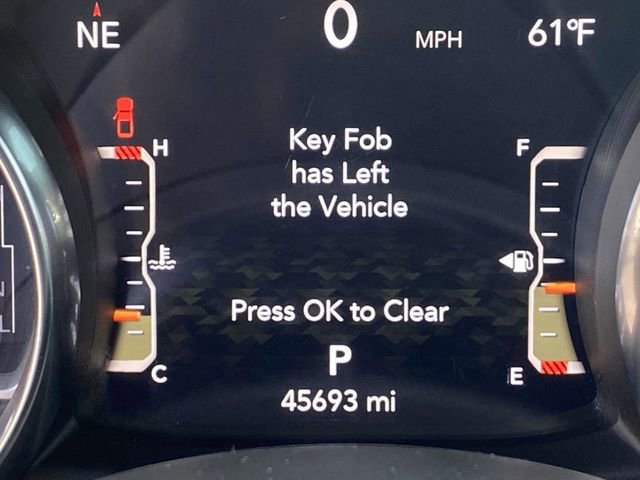 NE 0 MPH 61°F
H F
Key Fob
has Left
the Vehicle
Press OK to Clear
P
C E
45693 mi
N
L